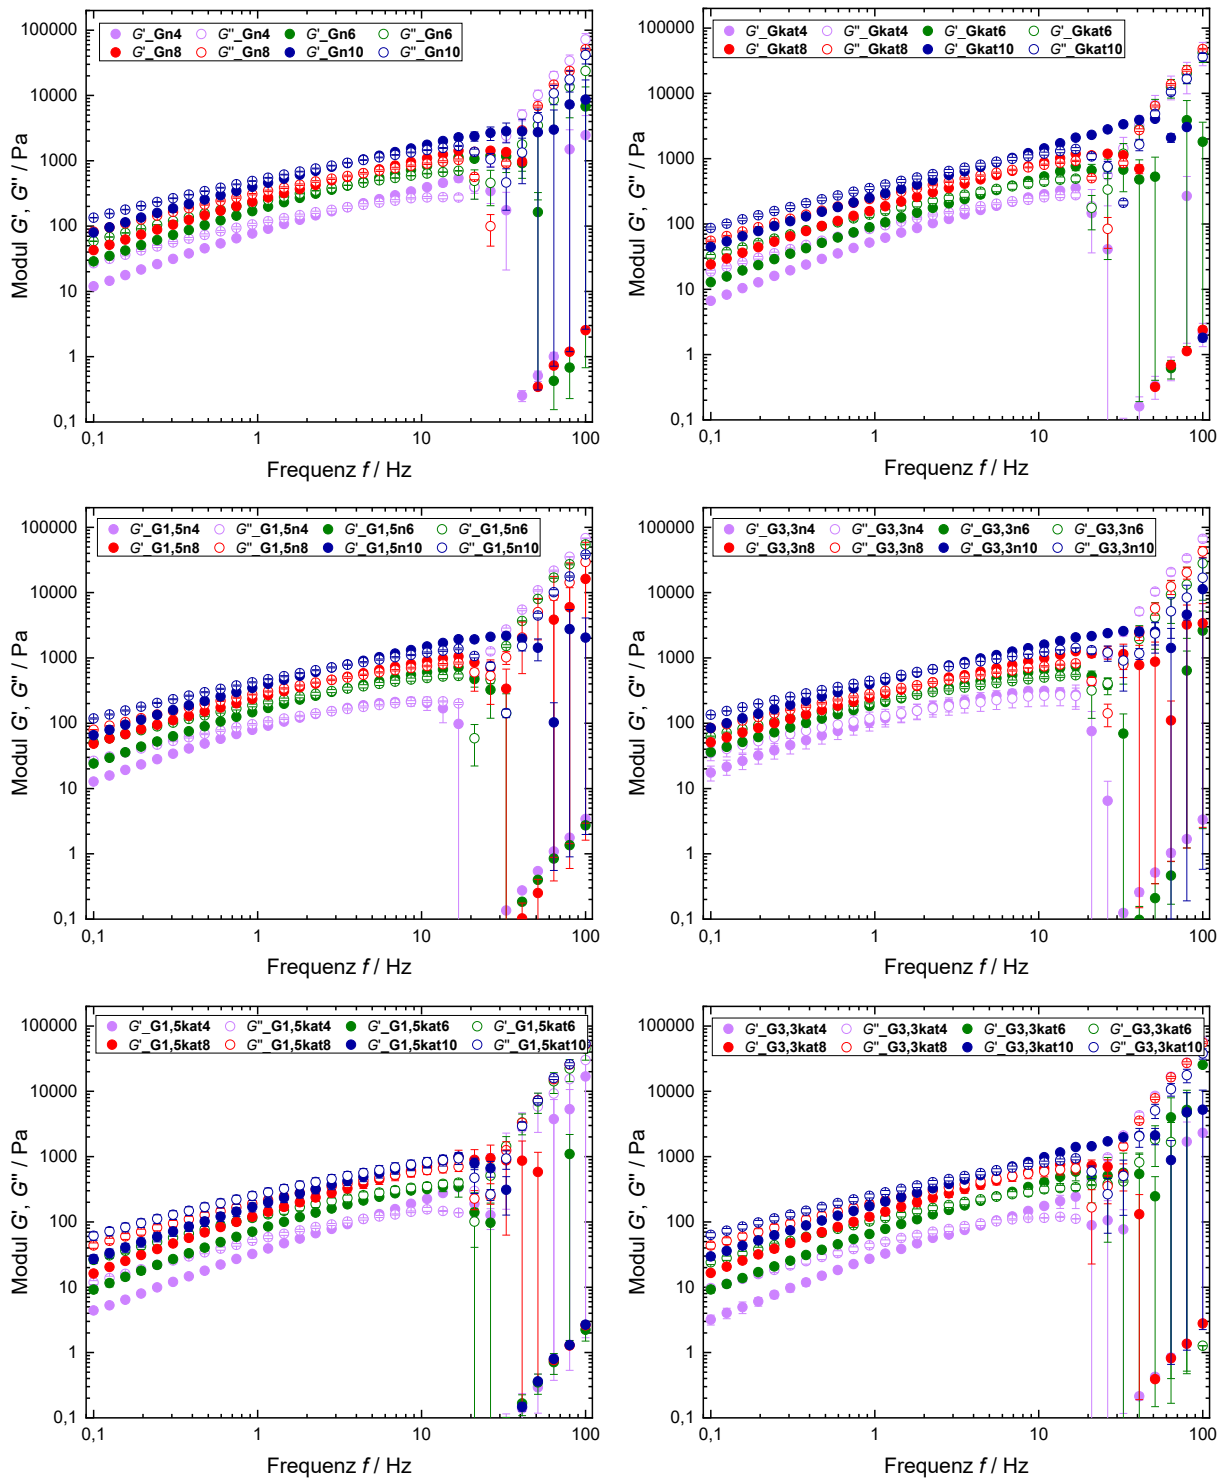 G'_Gn4 G''_Gn4 G'_Gn6 G''_Gn6
G'_Gn8 G''_Gn8 G'_Gn10 G''_Gn10
100000
10000
1000
100
10
1
0,1
Modul G', G'' / Pa
0,1 1 10 100
Frequenz f / Hz
G'_Gkat4 G''_Gkat4 G'_Gkat6 G''_Gkat6
G'_Gkat8 G''_Gkat8 G'_Gkat10 G''_Gkat10
100000
10000
1000
100
10
1
0,1
Modul G', G'' / Pa
0,1 1 10 100
Frequenz f / Hz
G'_G1,5n4 G''_G1,5n4 G'_G1,5n6 G''_G1,5n6
G'_G1,5n8 G''_G1,5n8 G'_G1,5n10 G''_G1,5n10
100000
10000
1000
100
10
1
0,1
Modul G', G'' / Pa
0,1 1 10 100
Frequenz f / Hz
G'_G3,3n4 G''_G3,3n4 G'_G3,3n6 G''_G3,3n6
G'_G3,3n8 G''_G3,3n8 G'_G3,3n10 G''_G3,3n10
100000
10000
1000
100
10
1
0,1
Modul G', G'' / Pa
0,1 1 10 100
Frequenz f / Hz
G'_G1,5kat4 G''_G1,5kat4 G'_G1,5kat6 G''_G1,5kat6
G'_G1,5kat8 G''_G1,5kat8 G'_G1,5kat10 G''_G1,5kat10
100000
10000
1000
100
10
1
0,1
Modul G', G'' / Pa
0,1 1 10 100
Frequenz f / Hz
G'_G3,3kat4 G''_G3,3kat4 G'_G3,3kat6 G''_G3,3kat6
G'_G3,3kat8 G''_G3,3kat8 G'_G3,3kat10 G''_G3,3kat10
100000
10000
1000
100
10
1
0,1
Modul G', G'' / Pa
0,1 1 10 100
Frequenz f / Hz